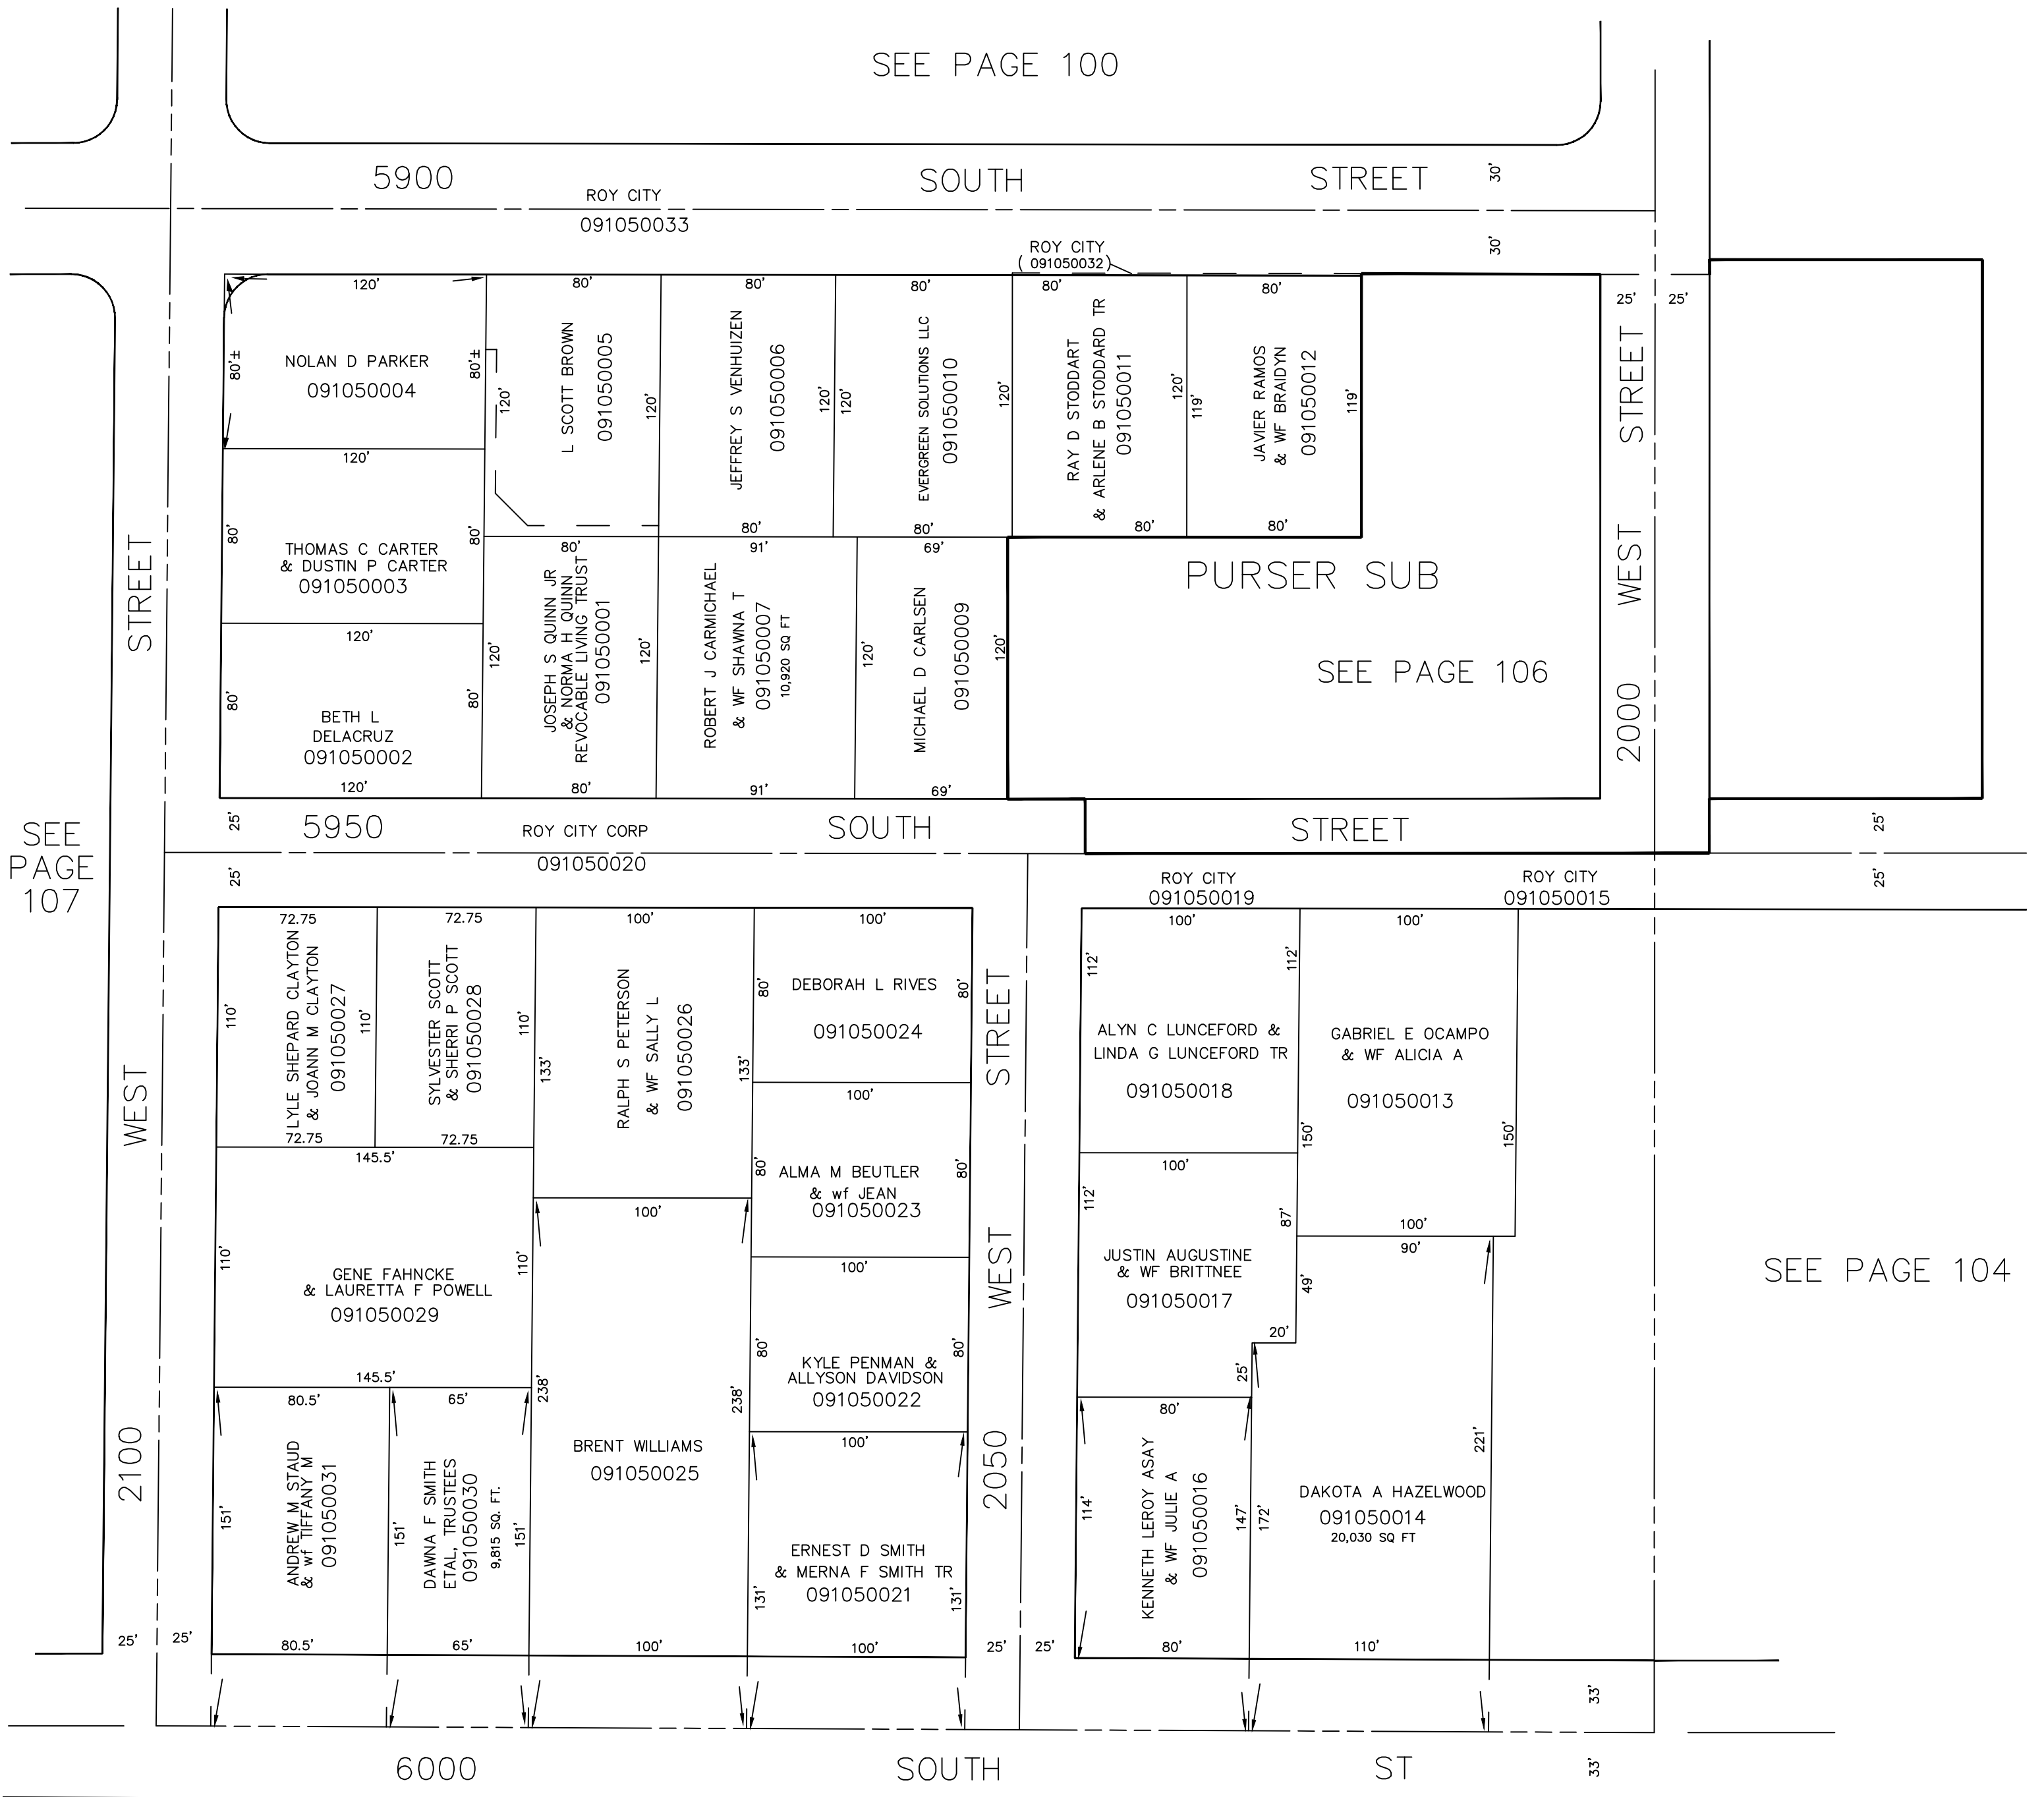 SEE PAGE 100
5900 SOUTH STREET
30'
ROY CITY
091050033
30'
ROY CITY
( 091050032)
120'
80'
80'
80'
80'
80'
25'
25'
80'±
NOLAN D PARKER
091050004
80'±
120'
120'
L SCOTT BROWN
091050005
120'
JEFFREY S VENHUIZEN
091050006
120'
120'
EVERGREEN SOLUTIONS LLC
091050010
120'
RAY D STODDART
& ARLENE B STODDARD TR
091050011
120'
119'
JAVIER RAMOS
& WF BRAIDYN
091050012
119'
80'
80'
80'
80'
80'
THOMAS C CARTER
& DUSTIN P CARTER
091050003
80'
120'
80'
BETH L
DELACRUZ
091050002
80'
120'
80'
91'
69'
120'
JOSEPH S QUINN JR
& NORMA H QUINN
REVOCABLE LIVING TRUST
091050001
120'
ROBERT J CARMICHAEL
& WF SHAWNA T
091050007
10,920 SQ FT
120'
MICHAEL D CARLSEN
091050009
120'
80'
91'
69'
PURSER SUB
SEE PAGE 106
2000 WEST STREET
2100 WEST STREET
SEE
PAGE
107
25'
5950 SOUTH STREET
ROY CITY CORP
091050020
25'
25'
25'
ROY CITY
091050019
ROY CITY
091050015
72.75
72.75
100'
100'
100'
100'
110'
LYLE SHEPARD CLAYTON
& JOANN M CLAYTON
091050027
110'
72.75
SYLVESTER SCOTT
& SHERRI P SCOTT
091050028
110'
72.75
133'
RALPH S PETERSON
& WF SALLY L
091050026
133'
80'
DEBORAH L RIVES
091050024
80'
100'
80'
ALMA M BEUTLER
& wf JEAN
091050023
80'
100'
80'
KYLE PENMAN &
ALLYSON DAVIDSON
091050022
80'
100'
131'
ERNEST D SMITH
& MERNA F SMITH TR
091050021
131'
100'
145.5'
110'
GENE FAHNCKE
& LAURETTA F POWELL
091050029
110'
145.5'
80.5'
65'
151'
ANDREW M STAUD
& wf TIFFANY M
091050031
151'
DAWNA F SMITH
ETAL, TRUSTEES
091050030
9,815 SQ. FT.
151'
80.5'
65'
100'
238'
BRENT WILLIAMS
091050025
238'
100'
2050 WEST STREET
112'
ALYN C LUNCEFORD &
LINDA G LUNCEFORD TR
091050018
112'
100'
150'
GABRIEL E OCAMPO
& WF ALICIA A
091050013
150'
100'
112'
JUSTIN AUGUSTINE
& WF BRITTNEE
091050017
87'
49'
20'
25'
90'
80'
114'
KENNETH LEROY ASAY
& WF JULIE A
091050016
147'
80'
172'
DAKOTA A HAZELWOOD
091050014
20,030 SQ FT
221'
110'
SEE PAGE 104
25'
25'
25'
25'
33'
6000 SOUTH ST
33'